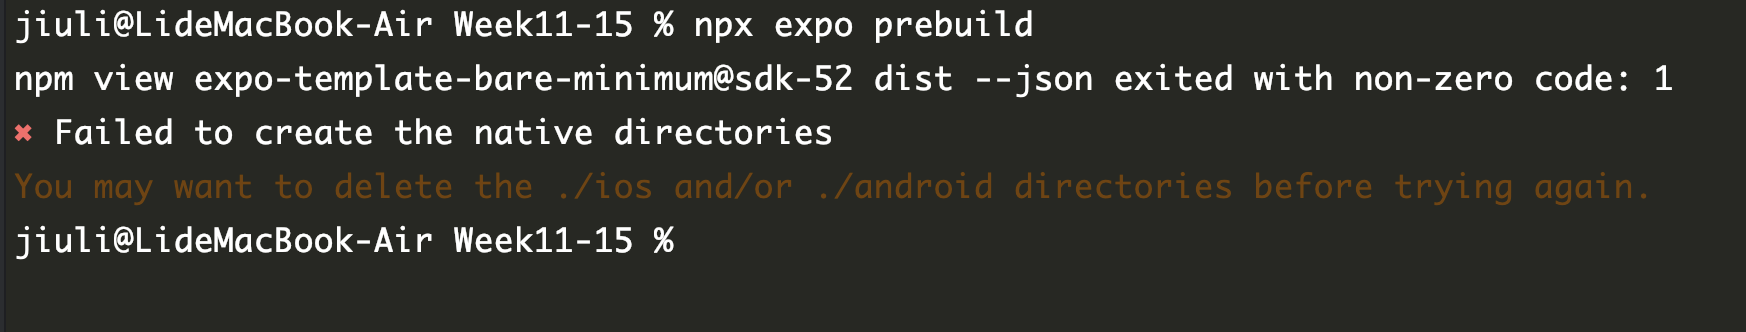 jiuli@LideMacBook-Air Week11-15 % npx expo prebuild
npm view expo-template-bare-minimum@sdk-52 dist --json exited with non-zero code: 1
✖ Failed to create the native directories
You may want to delete the ./ios and/or ./android directories before trying again.
jiuli@LideMacBook-Air Week11-15 %